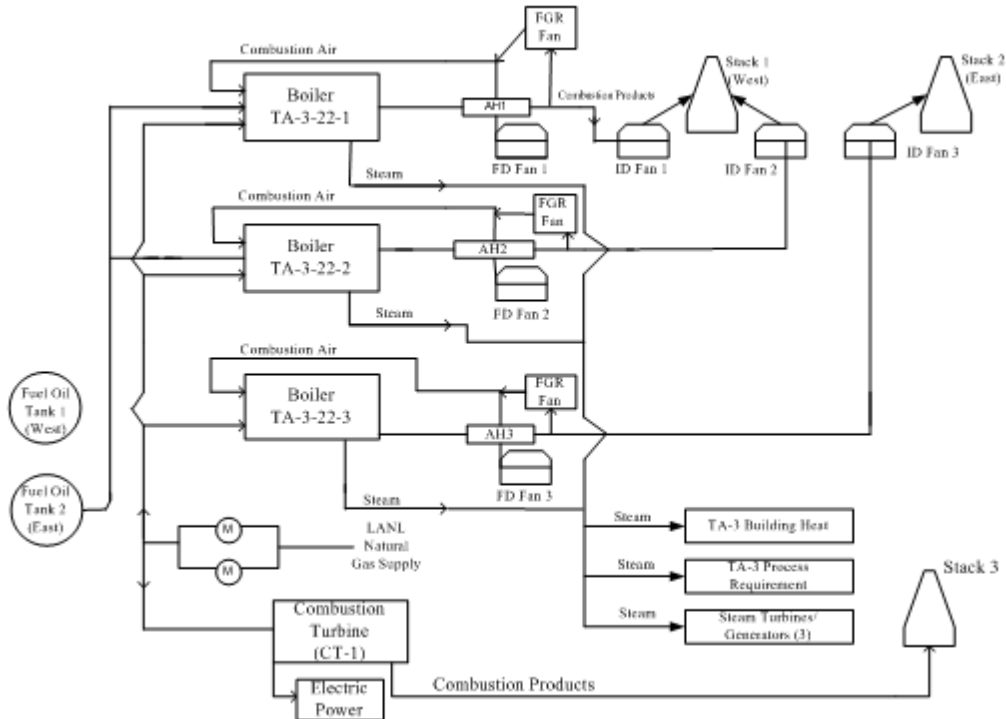 FGR
Fan
Combustion Air
Stack 1
(West)
Stack 2
(East)
Boiler
TA-3-22-1
AH1
Combustion Products
FD Fan 1
ID Fan 1
ID Fan 2
ID Fan 3
Steam
Combustion Air
FGR
Fan
Boiler
TA-3-22-2
AH2
FD Fan 2
Steam
Combustion Air
FGR
Fan
Boiler
TA-3-22-3
AH3
FD Fan 3
Fuel Oil
Tank 1
(West)
Fuel Oil
Tank 2
(East)
Steam
M
M
LANL
Natural
Gas Supply
Steam
TA-3 Building Heat
Steam
TA-3 Process
Requirement
Steam
Steam Turbines/
Generators (3)
Stack 3
Combustion
Turbine
(CT-1)
Electric
Power
Combustion Products